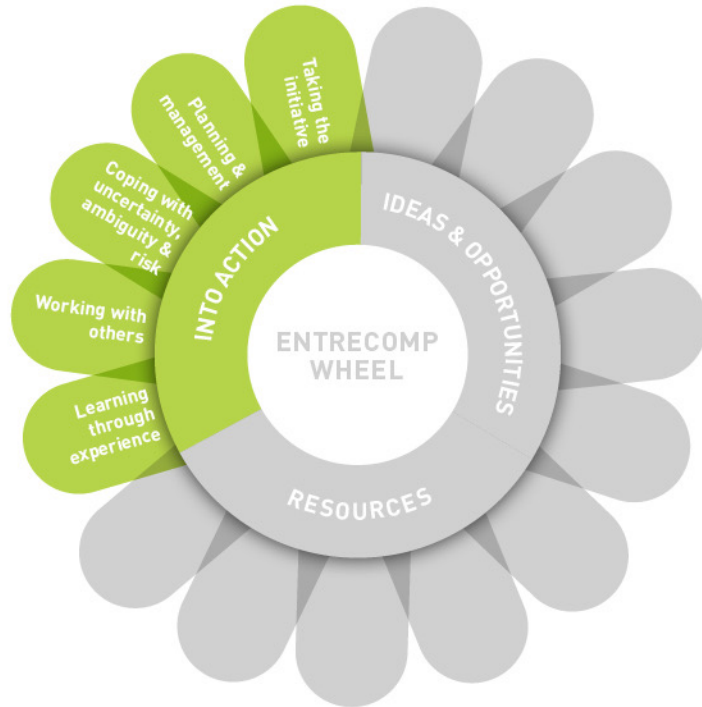 Taking the
initiative
Planning &
management
Coping with
uncertainty,
ambiguity &
risk
Working with
others
Learning
through
experience
INTO ACTION
IDEAS & OPPORTUNITIES
RESOURCES
ENTRECOMP
WHEEL